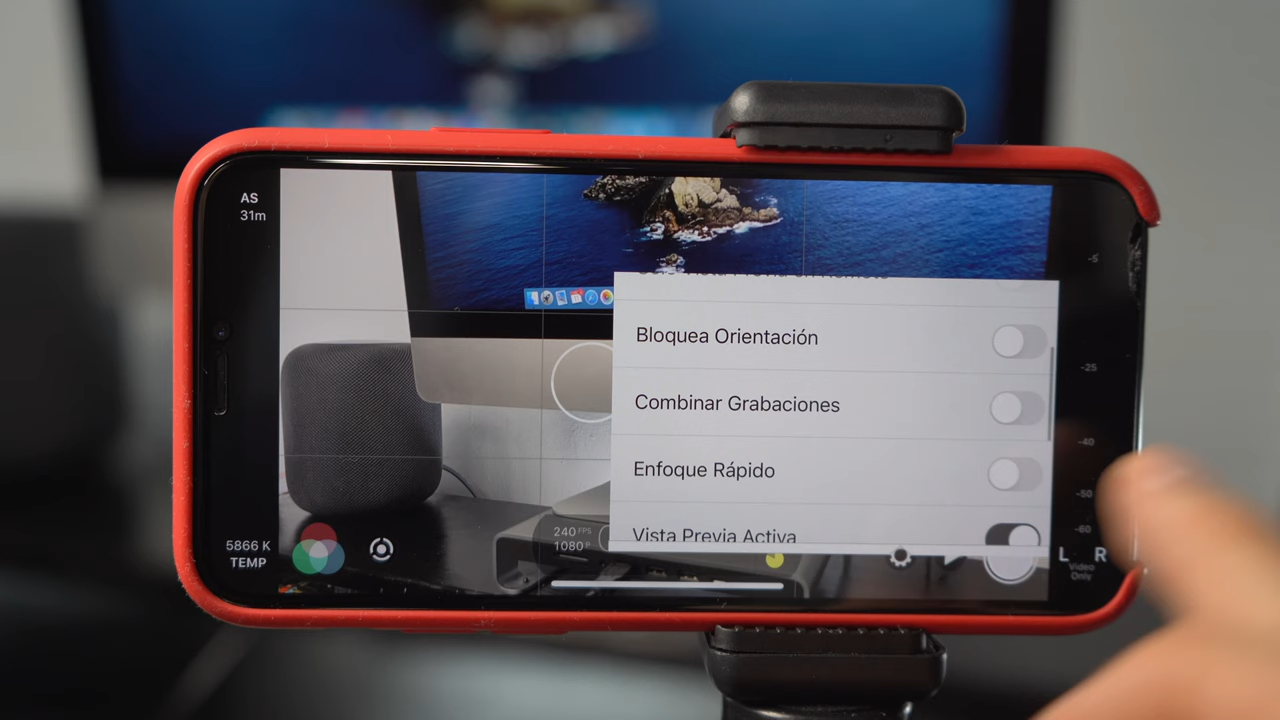 AS
31m
Bloquea Orientación
Combinar Grabaciones
Enfoque Rápido
Vista Previa Activa
-5
-25
-40
-50
-60
5866 K
TEMP
240 FPS
1080
L R
Video
Only